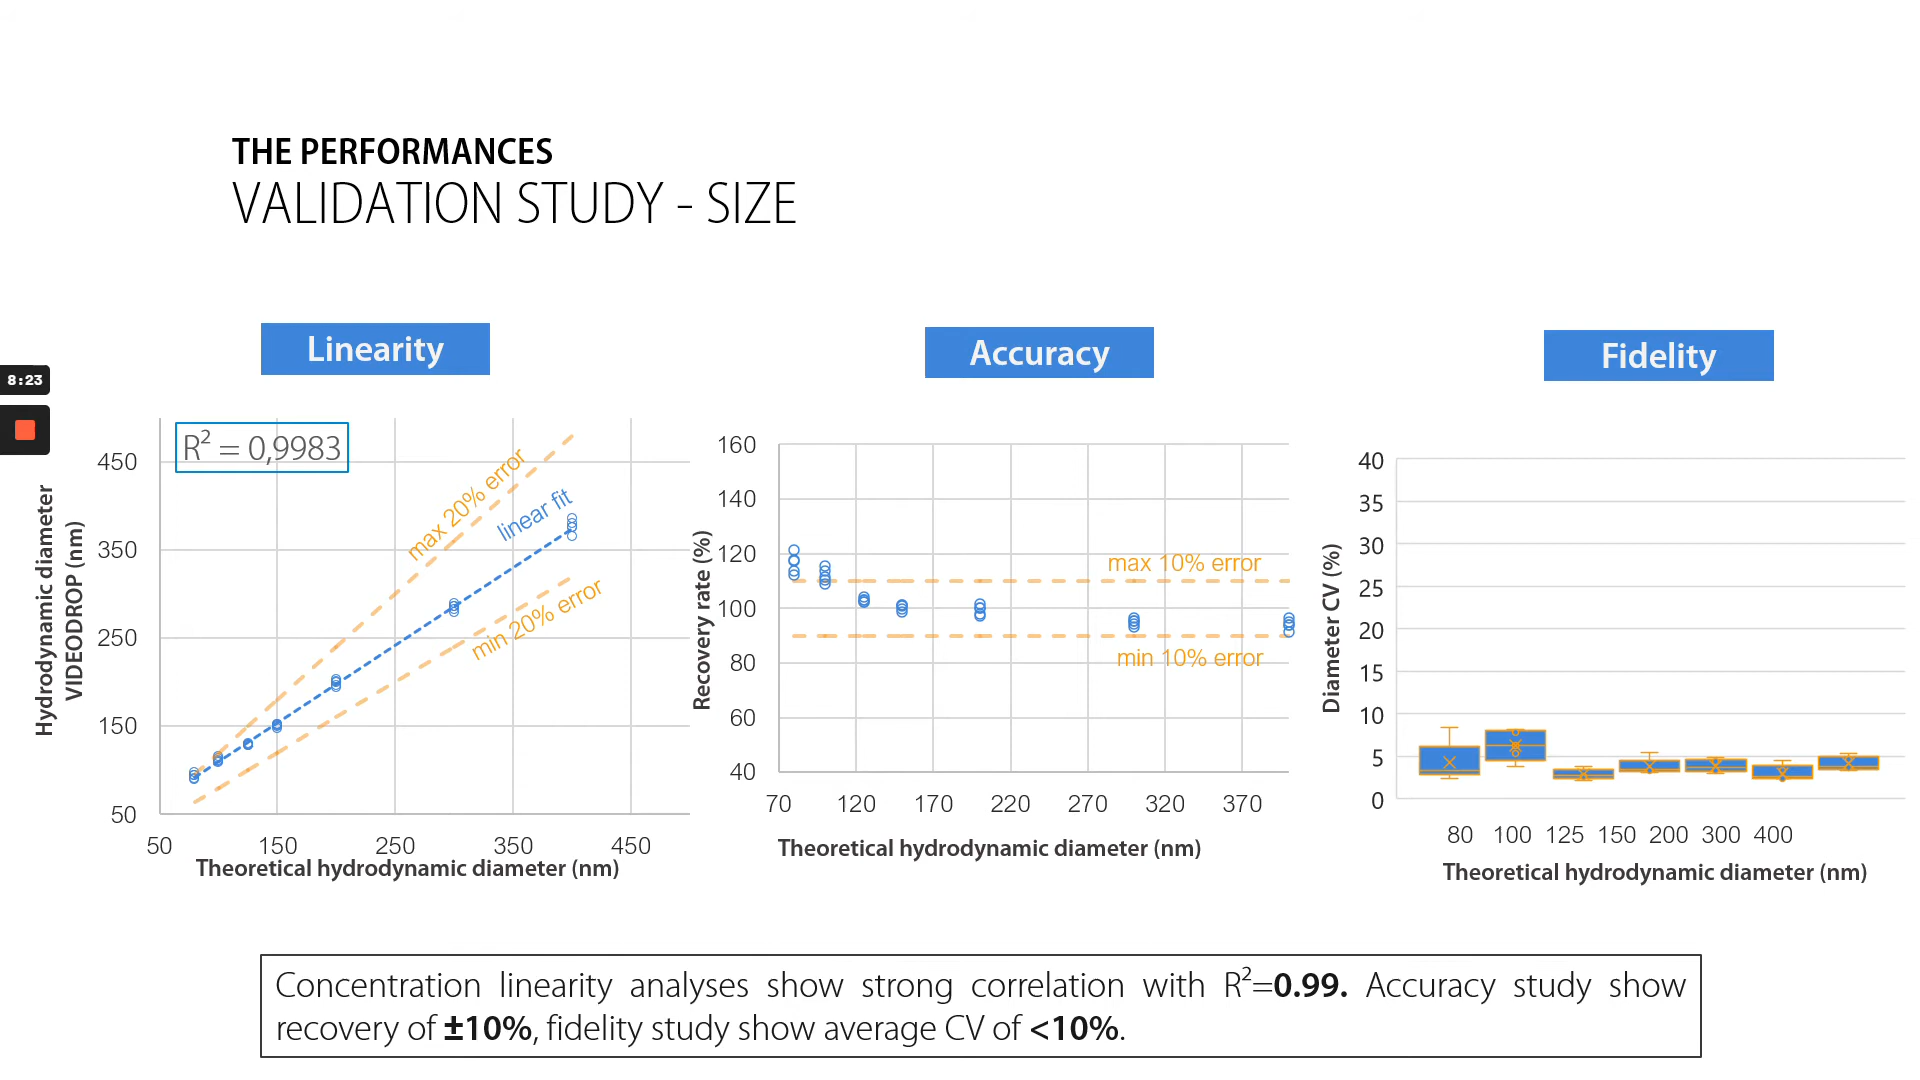 THE PERFORMANCES
VALIDATION STUDY - SIZE
8:23
Linearity
R² = 0,9983
450
350
250
150
50
50 150 250 350 450
max 20% error
linear fit
min 20% error
Hydrodynamic diameter
VIDEODROP (nm)
Theoretical hydrodynamic diameter (nm)
Accuracy
160
140
120
100
80
60
40
70 120 170 220 270 320 370
max 10% error
min 10% error
Recovery rate (%)
Theoretical hydrodynamic diameter (nm)
Fidelity
40
35
30
25
20
15
10
5
0
80 100 125 150 200 300 400
Diameter CV (%)
Theoretical hydrodynamic diameter (nm)
Concentration linearity analyses show strong correlation with R²=0.99. Accuracy study show
recovery of ±10%, fidelity study show average CV of <10%.